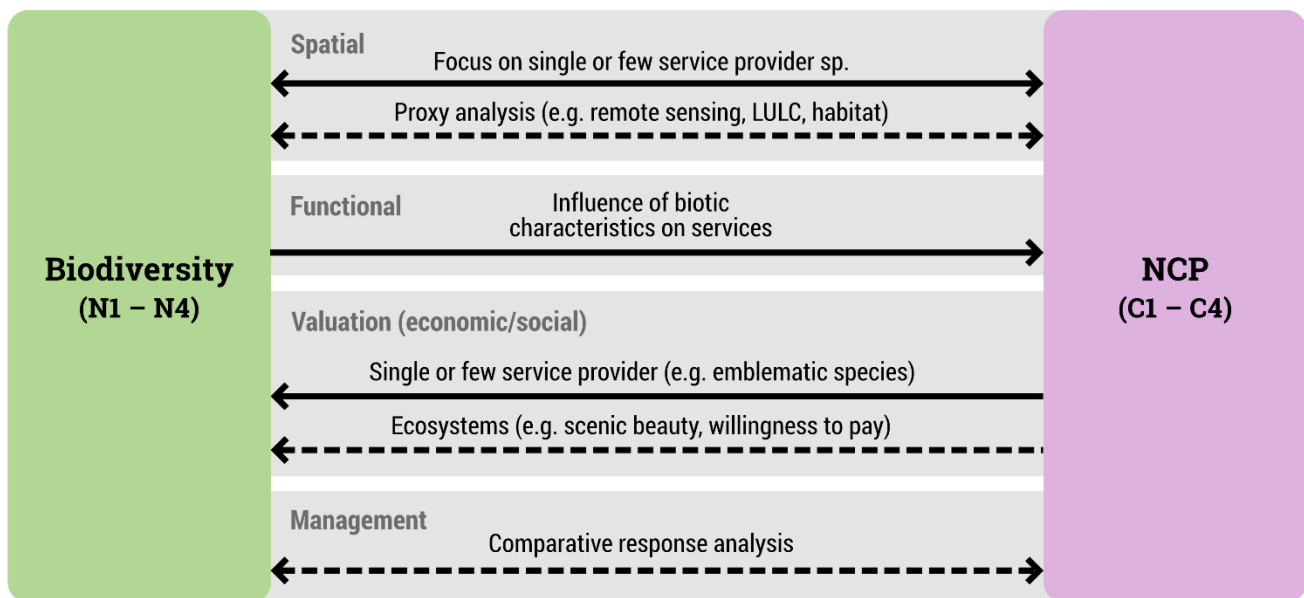 Spatial
Focus on single or few service provider sp.
Proxy analysis (e.g. remote sensing, LULC, habitat)
Functional
Influence of biotic
characteristics on services
Biodiversity
(N1 – N4)
NCP
(C1 – C4)
Valuation (economic/social)
Single or few service provider (e.g. emblematic species)
Ecosystems (e.g. scenic beauty, willingness to pay)
Management
Comparative response analysis